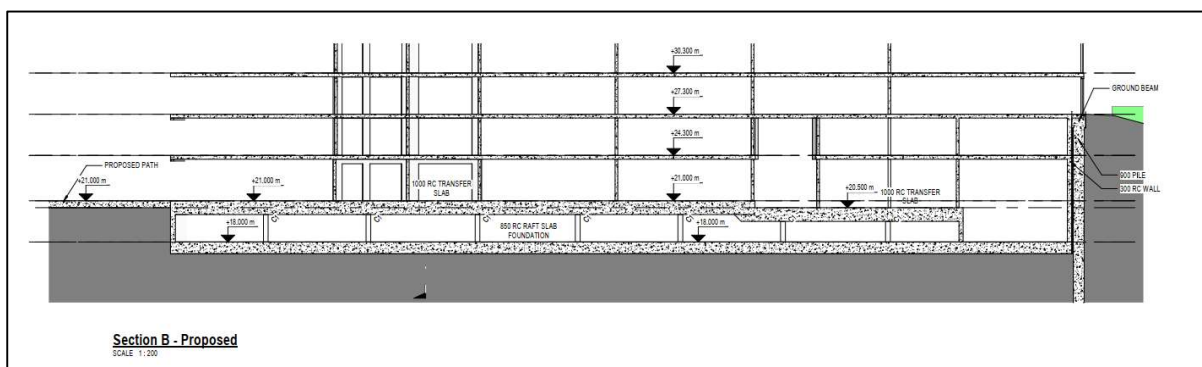 +30.300 m
GROUND BEAM
+27.300 m
+24.300 m
PROPOSED PATH
900 PILE
300 RC WALL
+21.000 m
+21.000 m
1000 RC TRANSFER
SLAB
+21.000 m
+20.500 m
1000 RC TRANSFER
SLAB
+18.000 m
850 RC RAFT SLAB
FOUNDATION
+18.000 m
Section B - Proposed
SCALE 1 : 200